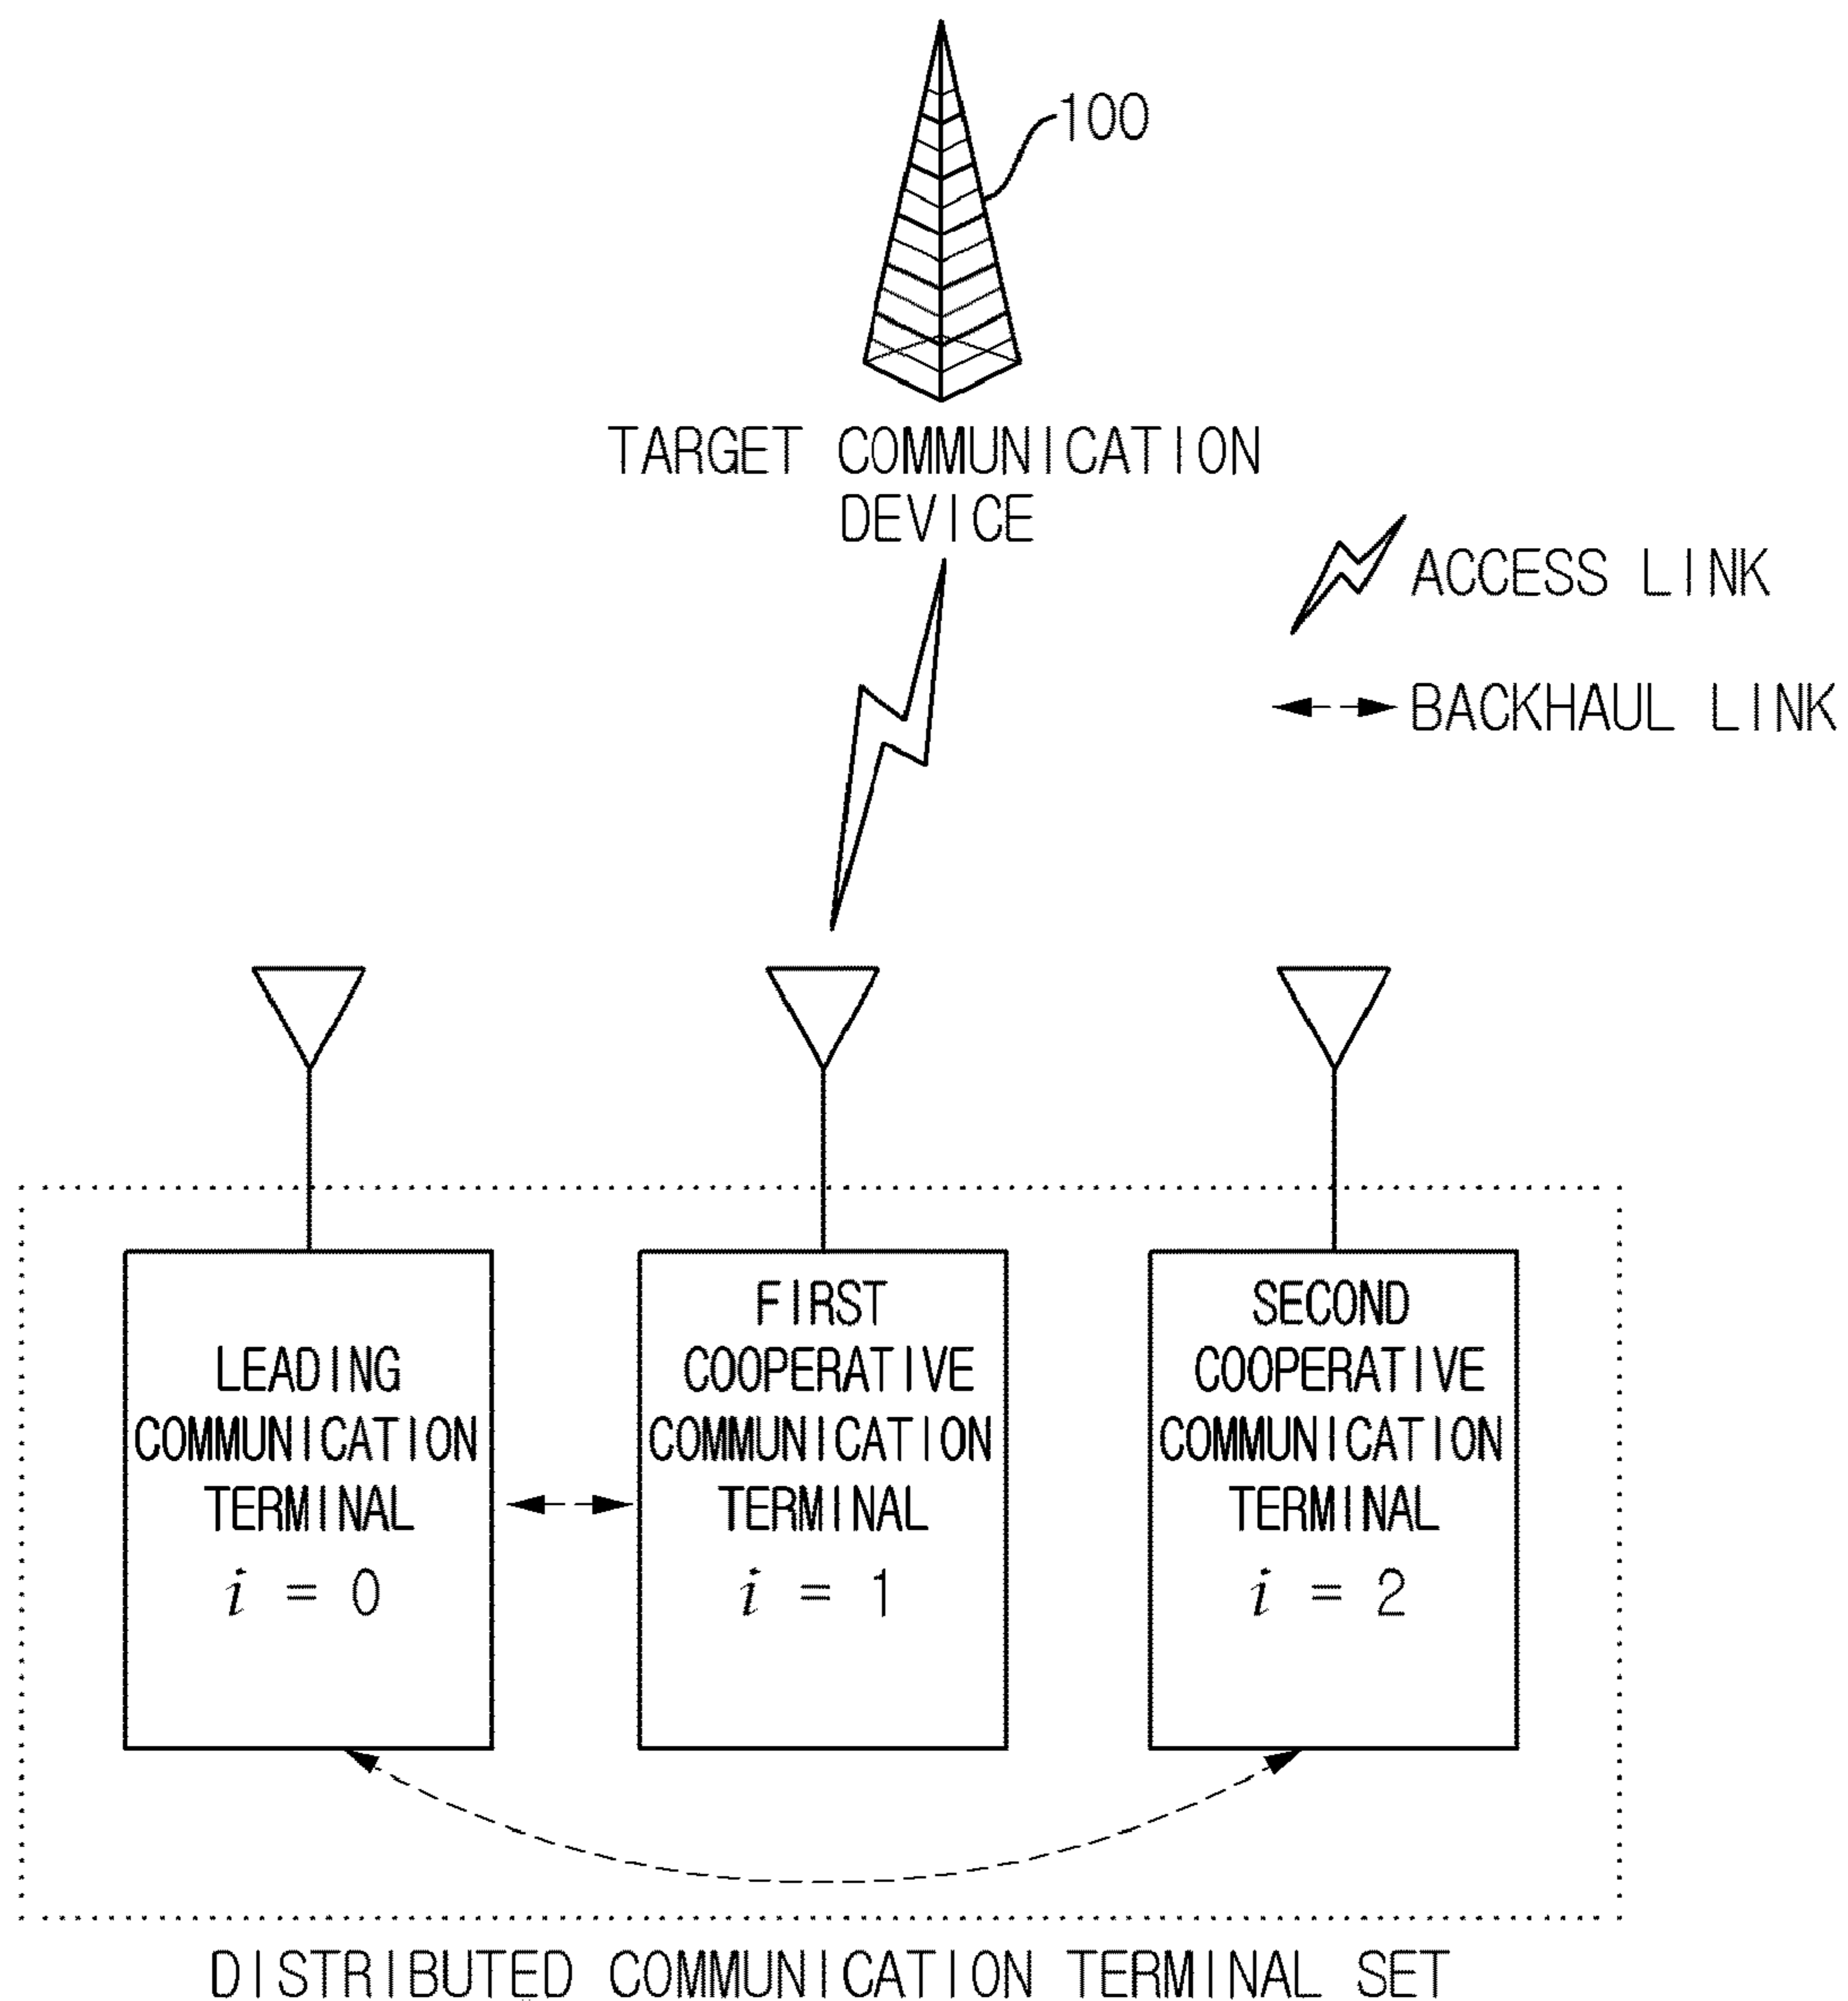 100
TARGET COMMUNICATION
DEVICE
ACCESS LINK
BACKHAUL LINK
LEADING
COMMUNICATION
TERMINAL
i = 0
FIRST
COOPERATIVE
COMMUNICATION
TERMINAL
i = 1
SECOND
COOPERATIVE
COMMUNICATION
TERMINAL
i = 2
DISTRIBUTED COMMUNICATION TERMINAL SET